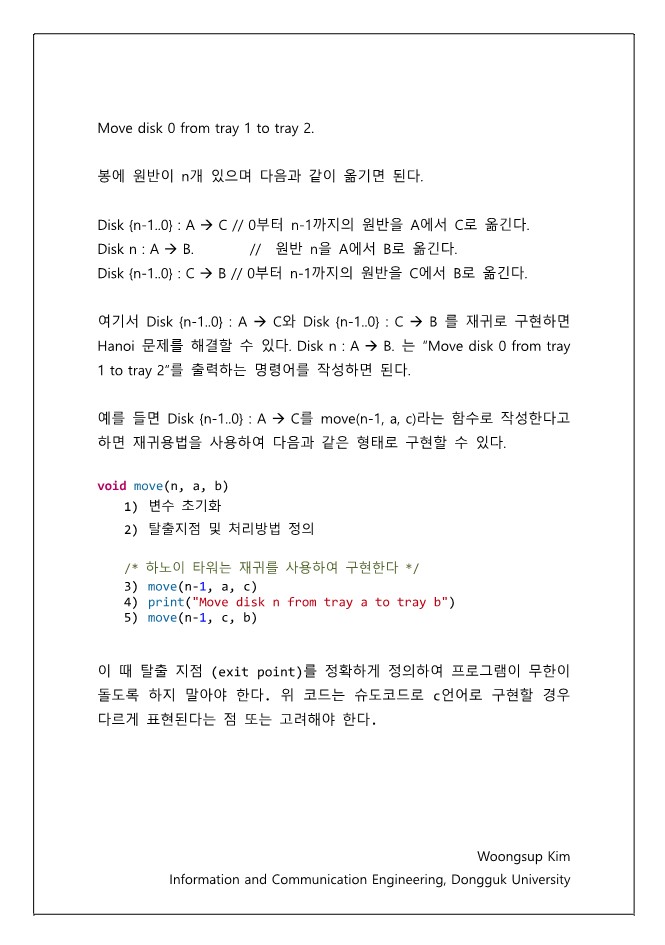 Move disk 0 from tray 1 to tray 2.
봉에 원반이 n개 있으며 다음과 같이 옮기면 된다.
Disk {n-1..0} : A → C // 0부터 n-1까지의 원반을 A에서 C로 옮긴다.
Disk n : A → B. // 원반 n을 A에서 B로 옮긴다.
Disk {n-1..0} : C → B // 0부터 n-1까지의 원반을 C에서 B로 옮긴다.
여기서 Disk {n-1..0} : A → C와 Disk {n-1..0} : C → B 를 재귀로 구현하면
Hanoi 문제를 해결할 수 있다. Disk n : A → B. 는 “Move disk 0 from tray
1 to tray 2”를 출력하는 명령어를 작성하면 된다.
예를 들면 Disk {n-1..0} : A → C를 move(n-1, a, c)라는 함수로 작성한다고
하면 재귀용법을 사용하여 다음과 같은 형태로 구현할 수 있다.
void move(n, a, b)
1) 변수 초기화
2) 탈출지점 및 처리방법 정의
/* 하노이 타워는 재귀를 사용하여 구현한다 */
3) move(n-1, a, c)
4) print("Move disk n from tray a to tray b")
5) move(n-1, c, b)
이 때 탈출 지점 (exit point)를 정확하게 정의하여 프로그램이 무한이
돌도록 하지 말아야 한다. 위 코드는 슈도코드로 c언어로 구현할 경우
다르게 표현된다는 점 또는 고려해야 한다.
Woongsup Kim
Information and Communication Engineering, Dongguk University